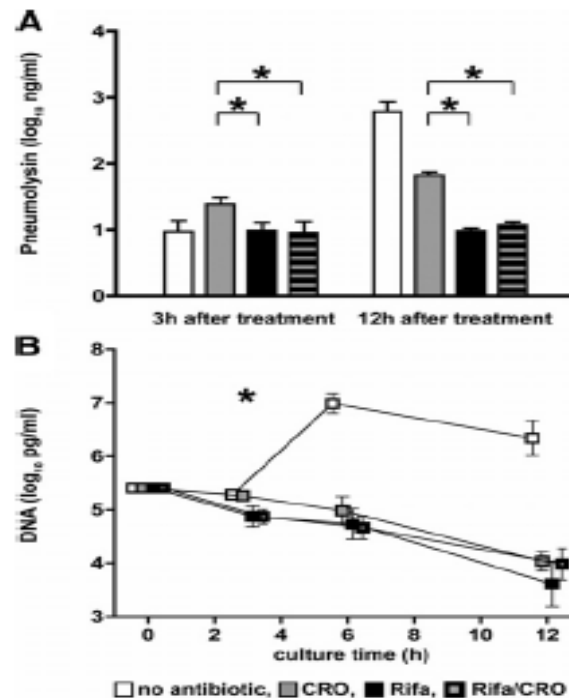 A
Pneumolysin (log₁₀ ng/ml)
4
3
2
1
0
* * * *
3h after treatment 12h after treatment
B
DNA (log₁₀ pg/ml)
8
7
6
5
4
3
*
0 2 4 6 8 10 12
culture time (h)
no antibiotic, CRO, Rifa, Rifa/CRO